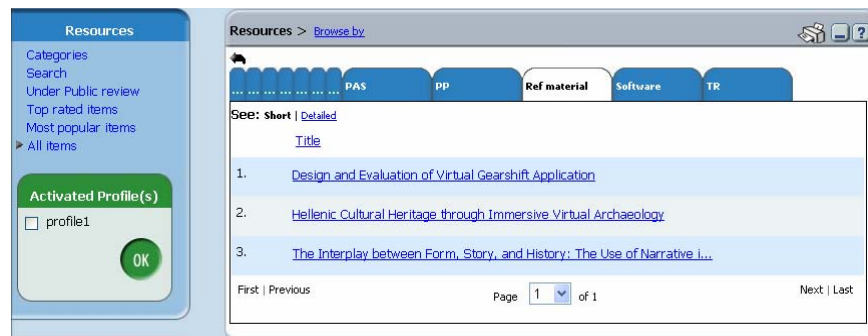 Resources
Categories
Search
Under Public review
Top rated items
Most popular items
All items
Activated Profile(s)
profile1
OK
Resources > Browse by
?
... ... ... ... ... ... ... PAS PP Ref material Software TR
See: Short | Detailed
Title
1. Design and Evaluation of Virtual Gearshift Application
2. Hellenic Cultural Heritage through Immersive Virtual Archaeology
3. The Interplay between Form, Story, and History: The Use of Narrative i...
First | Previous Page 1 of 1 Next | Last